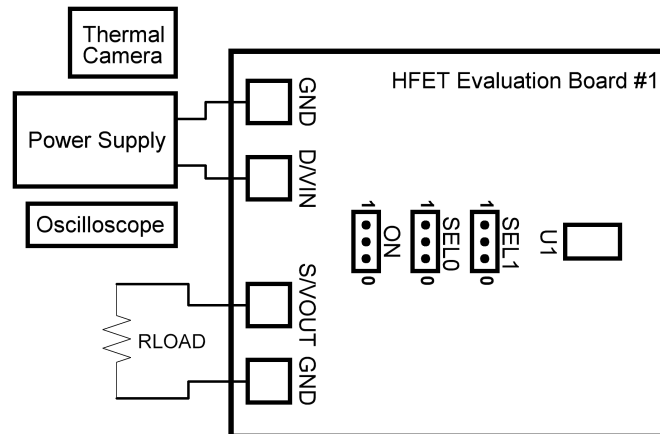 Thermal
Camera
HFET Evaluation Board #1
GND
Power Supply
D/VIN
Oscilloscope
1
ON
0
1
SEL0
0
1
SEL1
0
U1
S/VOUT
RLOAD
GND